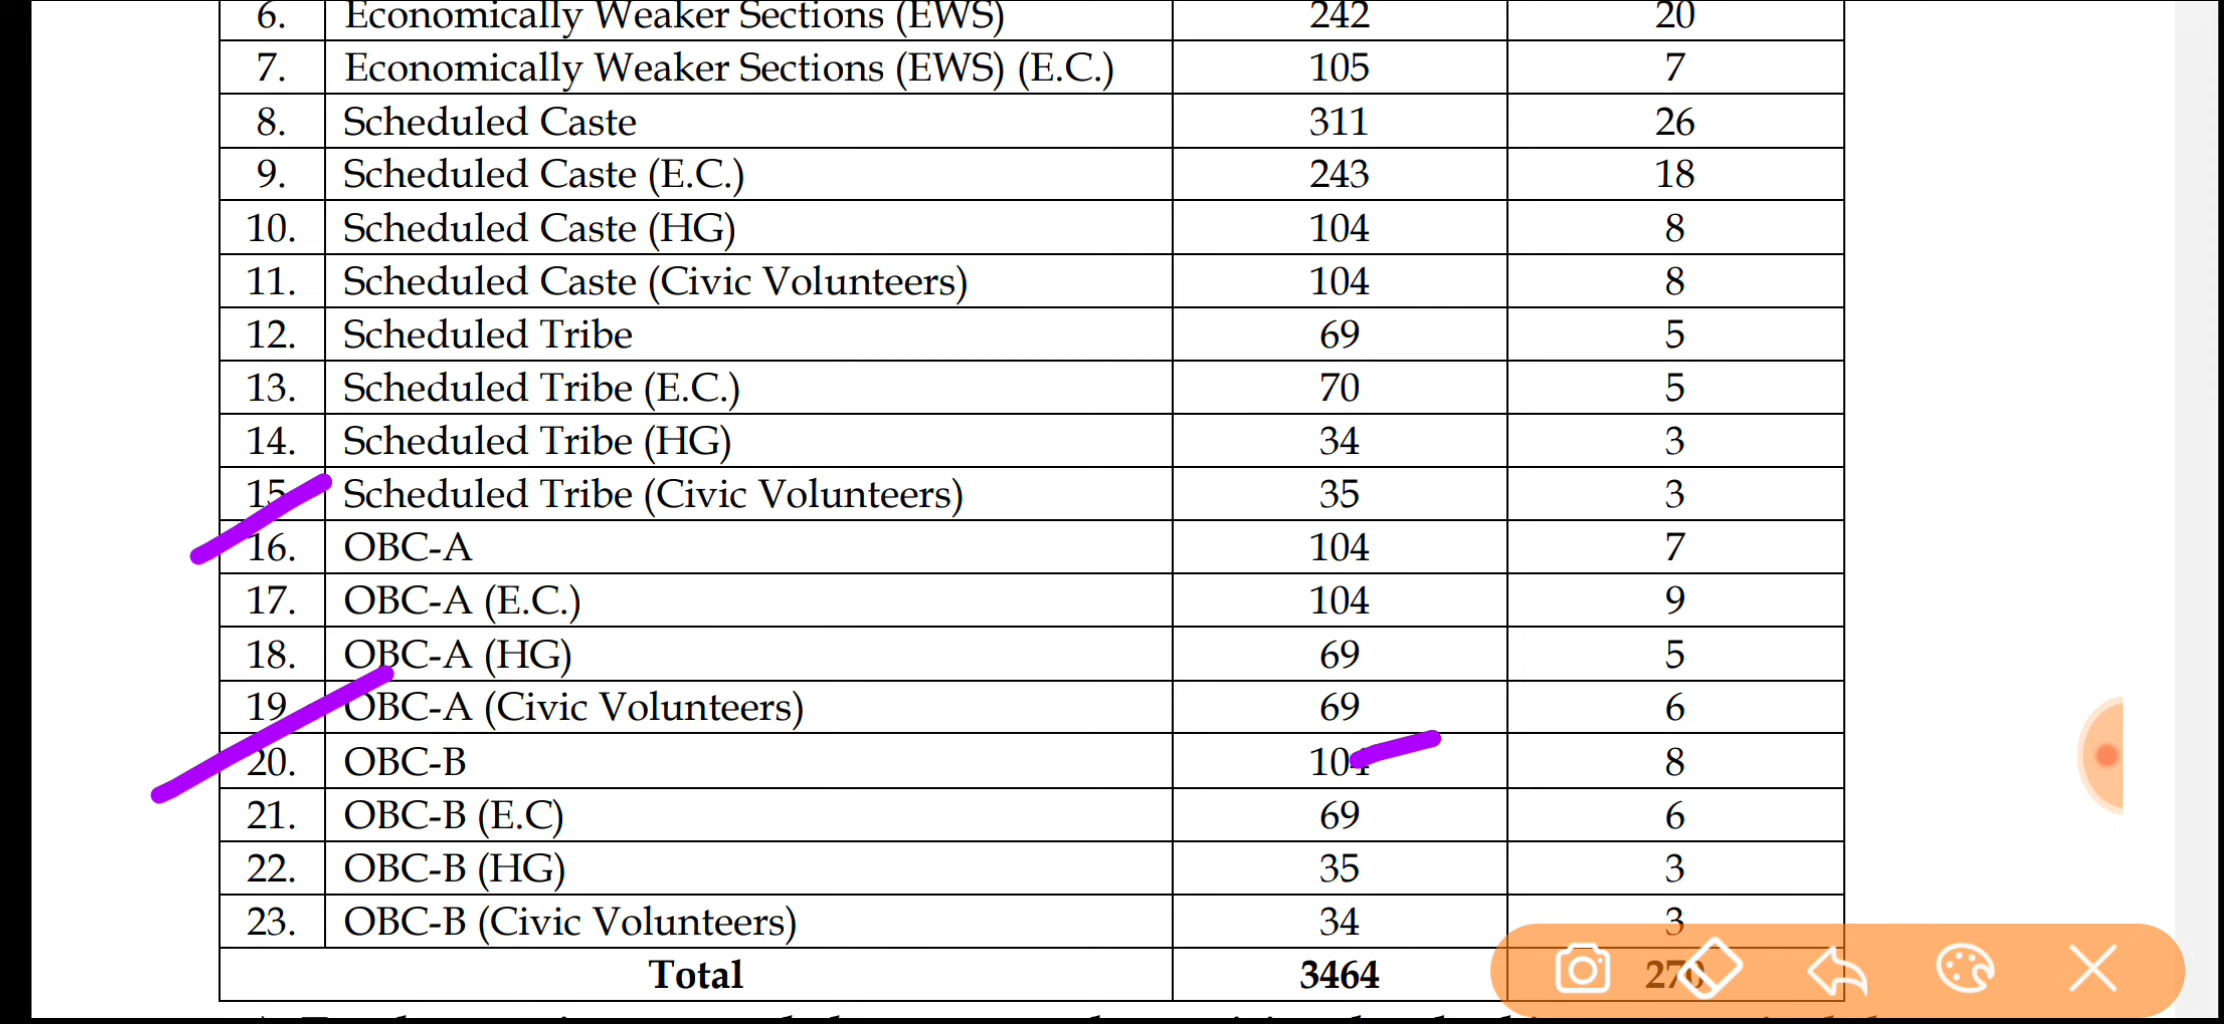 6. Economically Weaker Sections (EWS) 242 20
7. Economically Weaker Sections (EWS) (E.C.) 105 7
8. Scheduled Caste 311 26
9. Scheduled Caste (E.C.) 243 18
10. Scheduled Caste (HG) 104 8
11. Scheduled Caste (Civic Volunteers) 104 8
12. Scheduled Tribe 69 5
13. Scheduled Tribe (E.C.) 70 5
14. Scheduled Tribe (HG) 34 3
15. Scheduled Tribe (Civic Volunteers) 35 3
16. OBC-A 104 7
17. OBC-A (E.C.) 104 9
18. OBC-A (HG) 69 5
19. OBC-A (Civic Volunteers) 69 6
20. OBC-B 104 8
21. OBC-B (E.C) 69 6
22. OBC-B (HG) 35 3
23. OBC-B (Civic Volunteers) 34 3
Total 3464 270